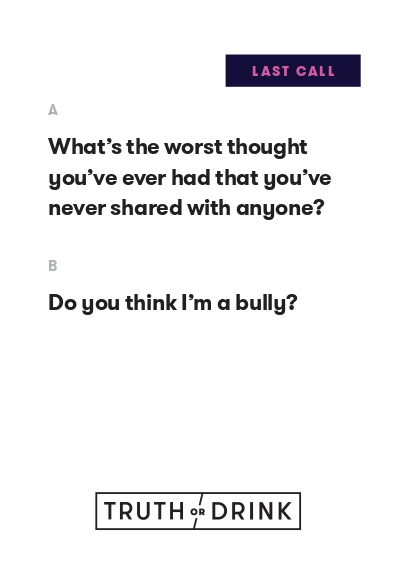 LAST CALL
A
What’s the worst thought
you’ve ever had that you’ve
never shared with anyone?
B
Do you think I’m a bully?
TRUTH OR DRINK